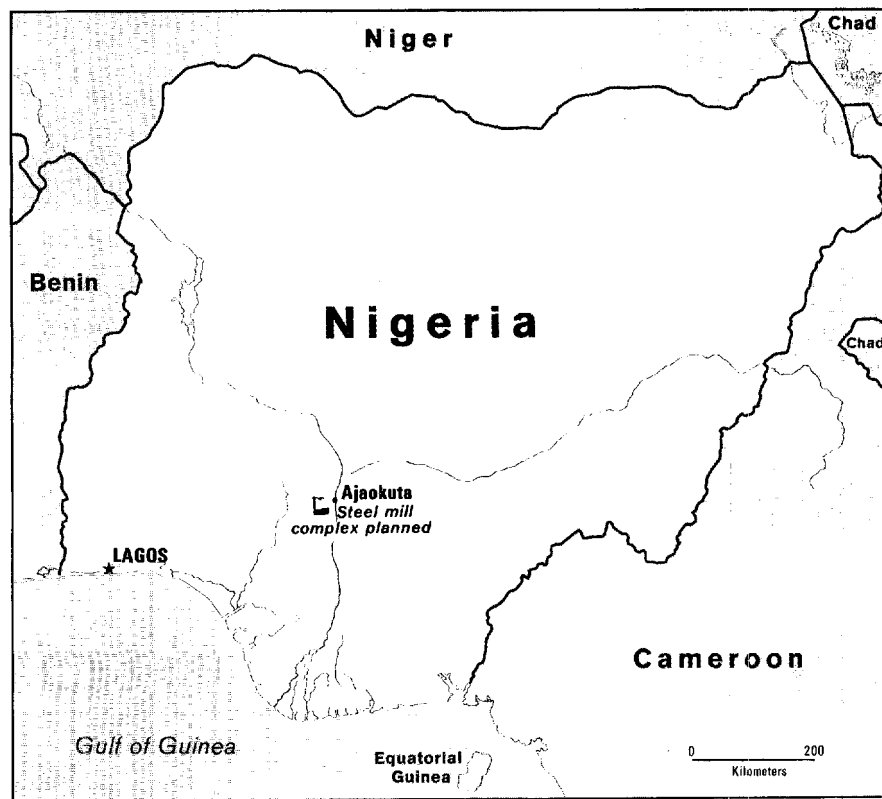 Niger
Chad
Benin
Nigeria
Chad
Ajaokuta
Steel mill
complex planned
LAGOS
Cameroon
Gulf of Guinea
Equatorial
Guinea
0 200
Kilometers